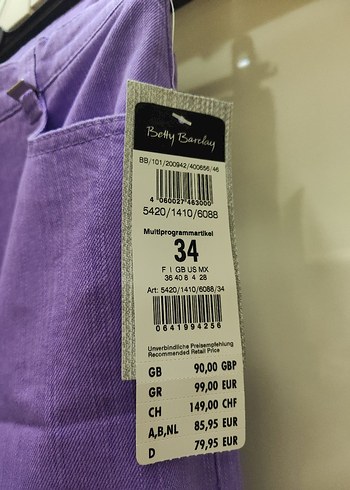 Betty Barclay
BB/101/200942/400656/46
4 060027 463000
5420/1410/6088
Multiprogrammartikel
34
F I GB US MX
36 40 8 4 28
Art: 5420/1410/6088/34
0641994256
Unverbindliche Preisempfehlung
Recommended Retail Price
GB 90,00 GBP
GR 99,00 EUR
CH 149,00 CHF
A,B,NL 85,95 EUR
D 79,95 EUR